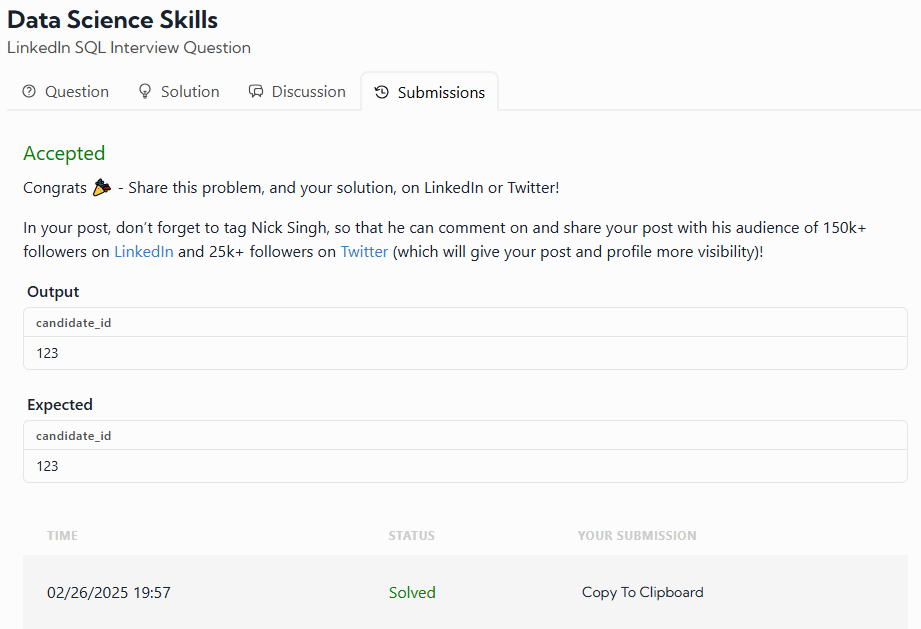 Data Science Skills
LinkedIn SQL Interview Question
Question Solution Discussion Submissions
Accepted
Congrats 🎉 - Share this problem, and your solution, on LinkedIn or Twitter!
In your post, don’t forget to tag Nick Singh, so that he can comment on and share your post with his audience of 150k+
followers on LinkedIn and 25k+ followers on Twitter (which will give your post and profile more visibility)!
Output
candidate_id
123
Expected
candidate_id
123
TIME STATUS YOUR SUBMISSION
02/26/2025 19:57 Solved Copy To Clipboard